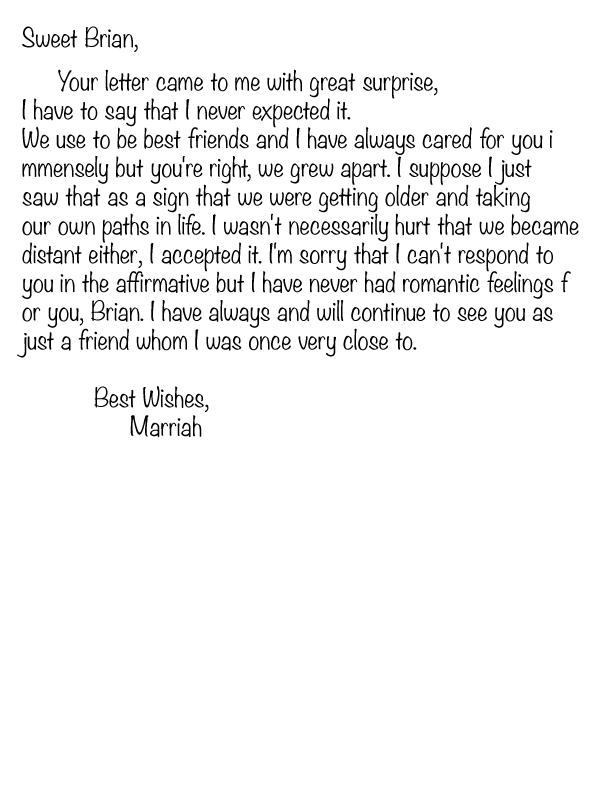 Sweet Brian,
Your letter came to me with great surprise,
I have to say that I never expected it.
We use to be best friends and I have always cared for you i
mmensely but you're right, we grew apart. I suppose I just
saw that as a sign that we were getting older and taking
our own paths in life. I wasn't necessarily hurt that we became
distant either, I accepted it. I'm sorry that I can't respond to
you in the affirmative but I have never had romantic feelings f
or you, Brian. I have always and will continue to see you as
just a friend whom I was once very close to.
Best Wishes,
Marriah